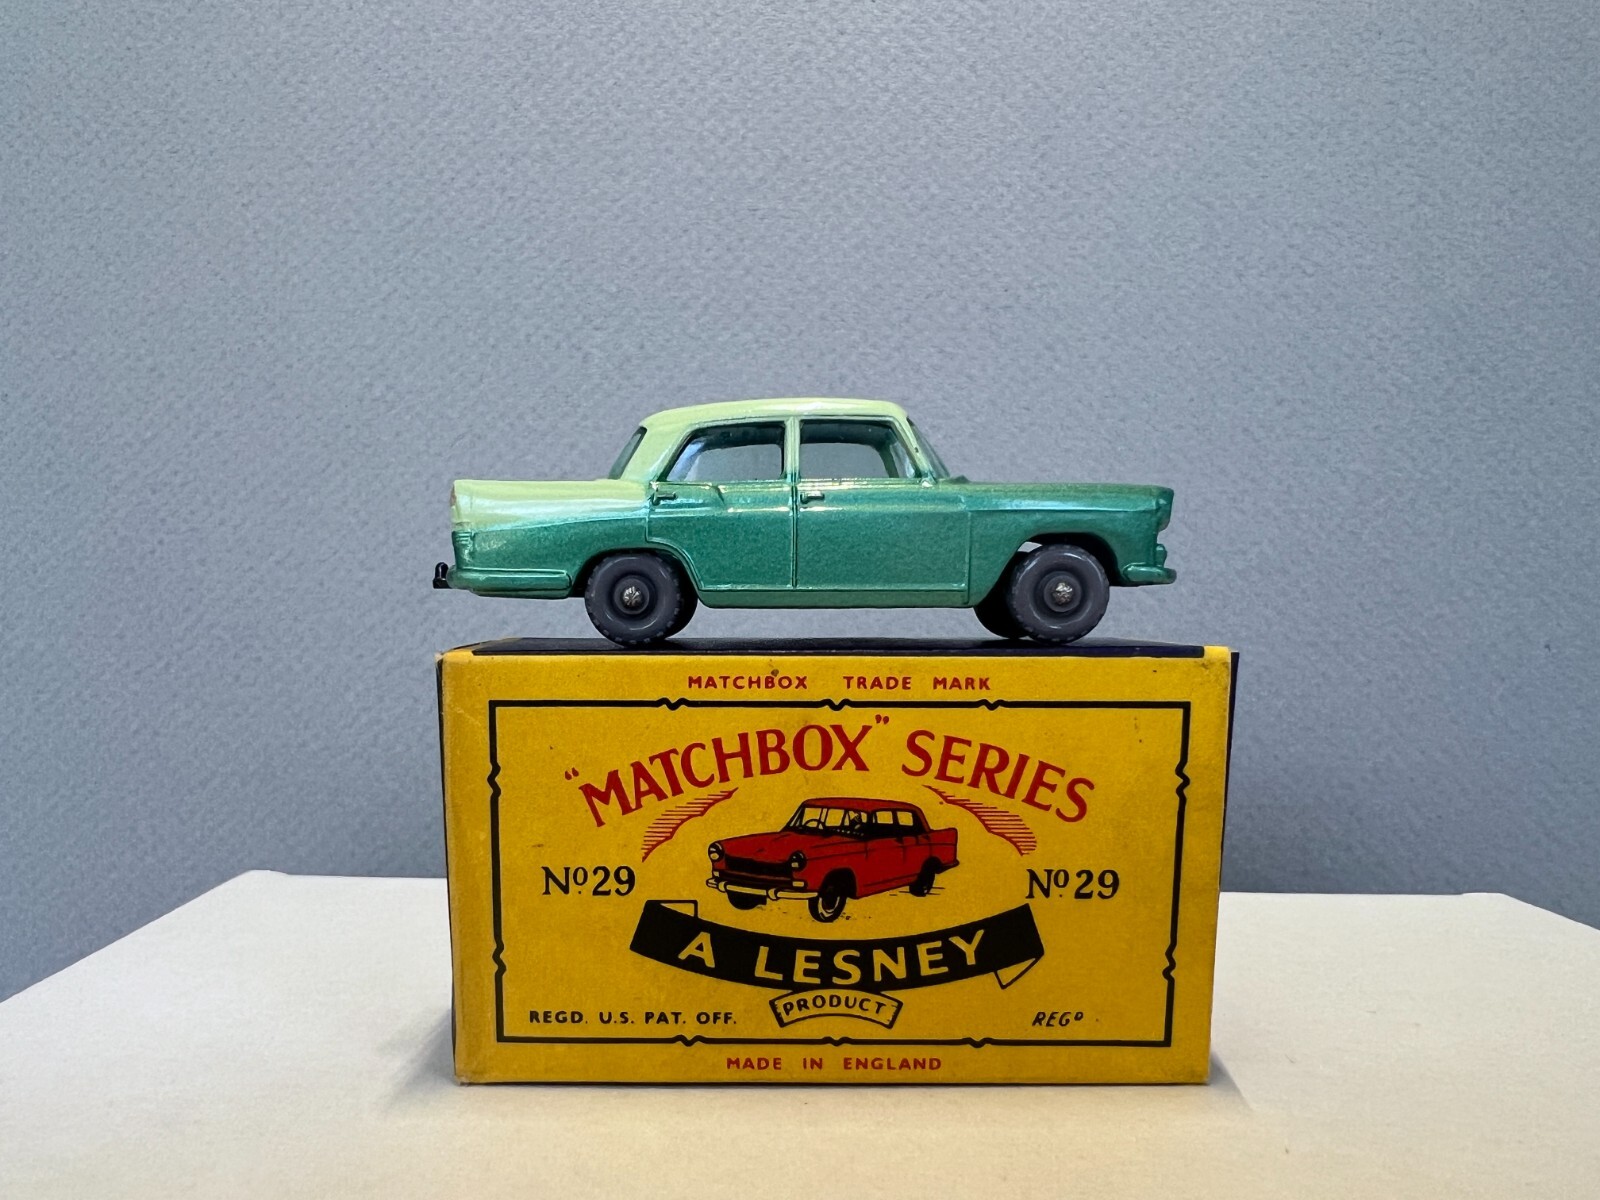 MATCHBOX TRADE MARK
"MATCHBOX" SERIES
Nº29 Nº29
A LESNEY
PRODUCT
REGD. U.S. PAT. OFF. REGD
MADE IN ENGLAND